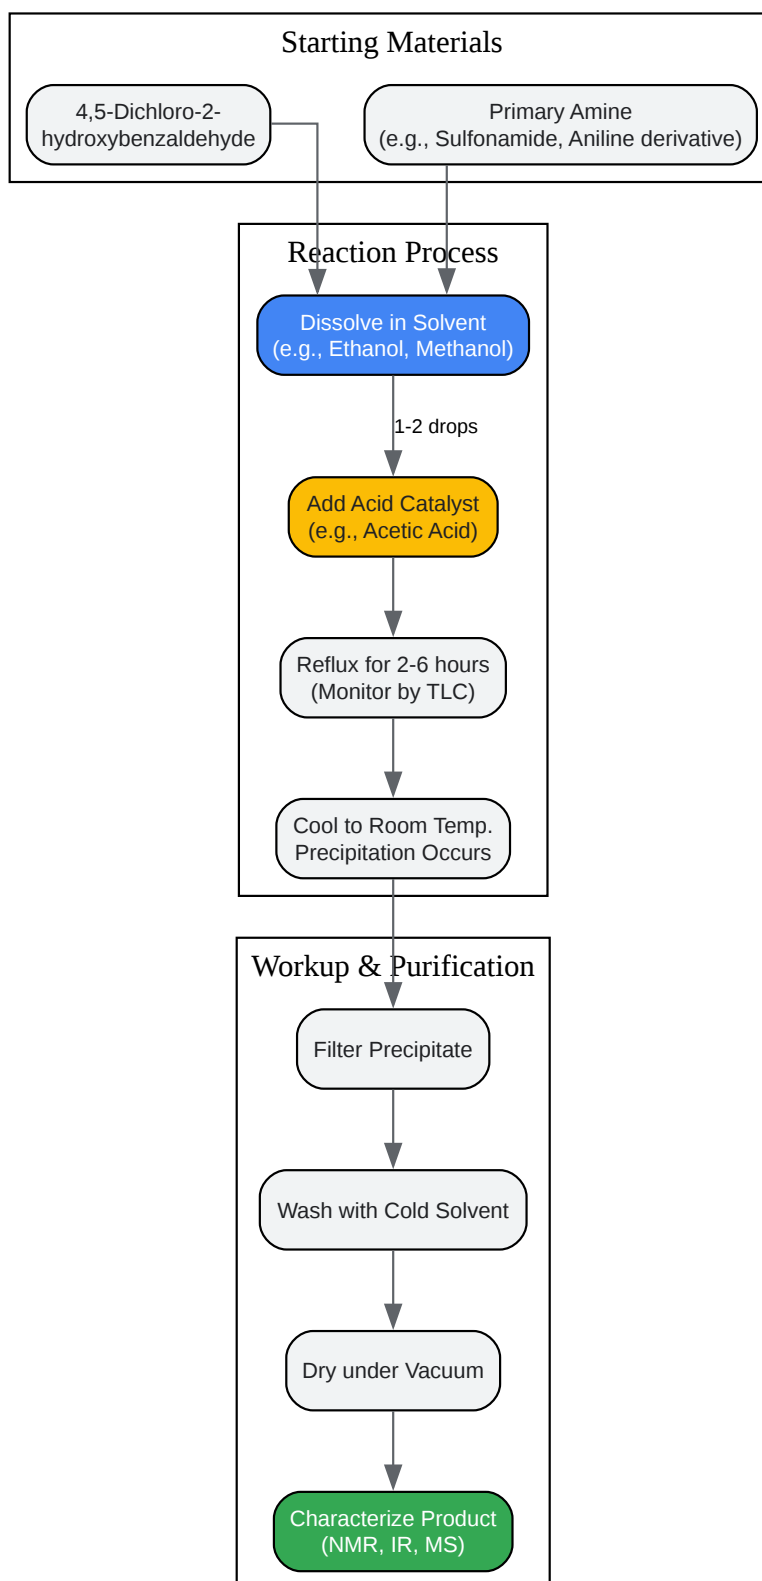 Starting Materials
4,5-Dichloro-2-
hydroxybenzaldehyde
Primary Amine
(e.g., Sulfonamide, Aniline derivative)
Reaction Process
Dissolve in Solvent
(e.g., Ethanol, Methanol)
1-2 drops
Add Acid Catalyst
(e.g., Acetic Acid)
Reflux for 2-6 hours
(Monitor by TLC)
Cool to Room Temp.
Precipitation Occurs
Workup & Purification
Filter Precipitate
Wash with Cold Solvent
Dry under Vacuum
Characterize Product
(NMR, IR, MS)